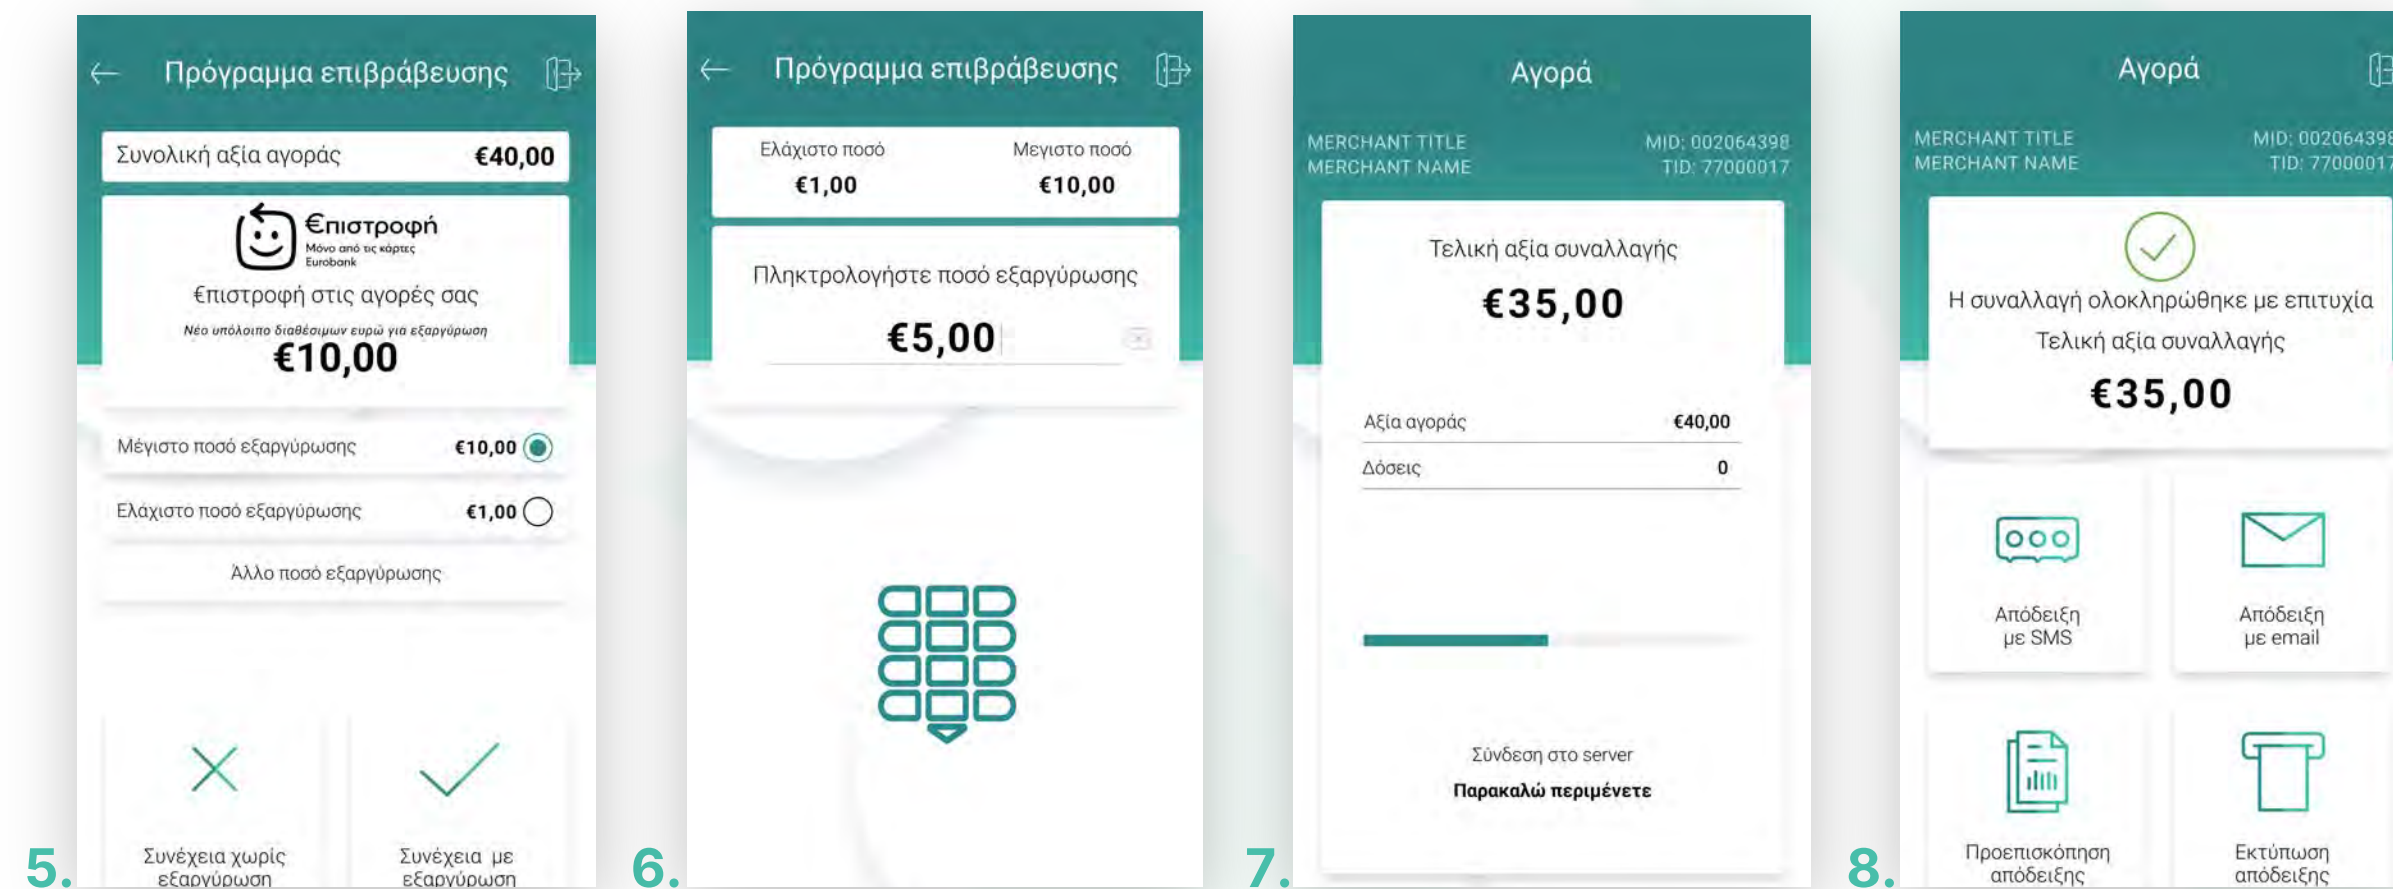 Πρόγραμμα επιβράβευσης
Συνολική αξία αγοράς €40,00
€πιστροφή
Μόνο από τις κάρτες
Eurobank
€πιστροφή στις αγορές σας
Νέο υπόλοιπο διαθέσιμων ευρώ για εξαργύρωση
€10,00
Μέγιστο ποσό εξαργύρωσης €10,00
Ελάχιστο ποσό εξαργύρωσης €1,00
Άλλο ποσό εξαργύρωσης
Συνέχεια χωρίς
εξαργύρωση
Συνέχεια με
εξαργύρωση
5.
Πρόγραμμα επιβράβευσης
Ελάχιστο ποσό Μεγιστο ποσό
€1,00 €10,00
Πληκτρολογήστε ποσό εξαργύρωσης
€5,00
6.
Αγορά
MERCHANT TITLE MID: 002064398
MERCHANT NAME TID: 77000017
Τελική αξία συναλλαγής
€35,00
Αξία αγοράς €40,00
Δόσεις 0
Σύνδεση στο server
Παρακαλώ περιμένετε
7.
Αγορά
MERCHANT TITLE MID: 002064398
MERCHANT NAME TID: 77000017
Η συναλλαγή ολοκληρώθηκε με επιτυχία
Τελική αξία συναλλαγής
€35,00
Απόδειξη
με SMS
Απόδειξη
με email
Προεπισκόπηση
απόδειξης
Εκτύπωση
απόδειξης
8.